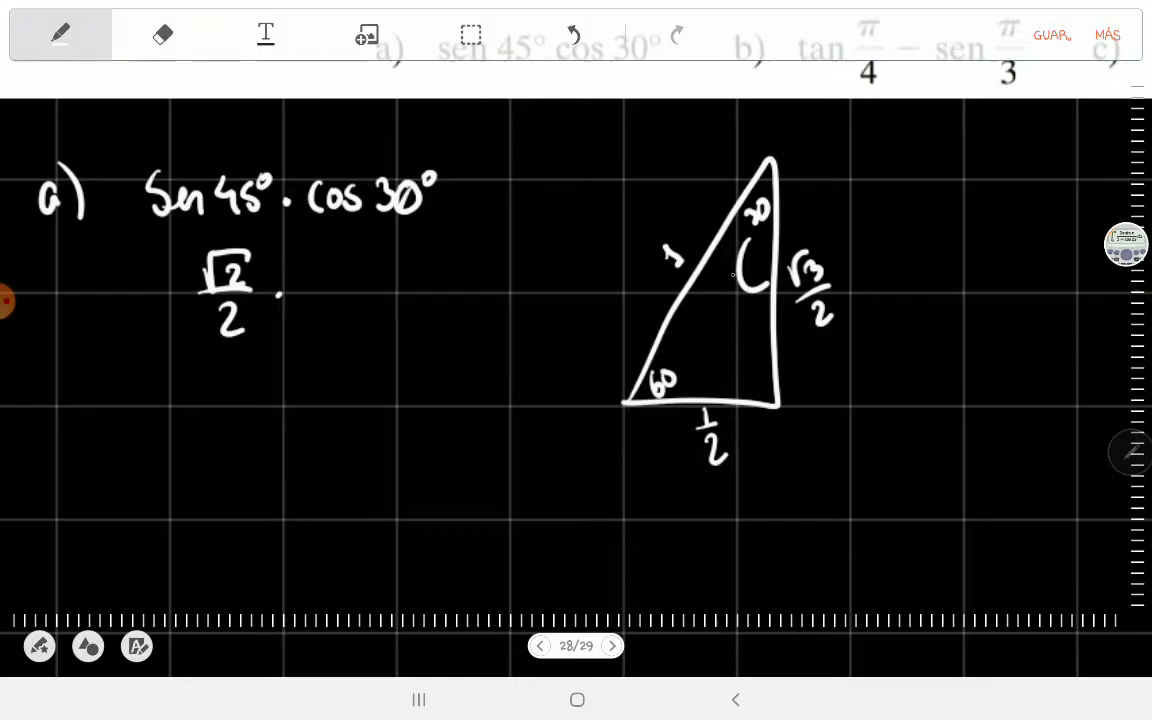 a) sen 45° cos 30° b) tan π/4 − sen π/3 c)
GUAR. MÁS
a) Sen 45° · cos 30°
√2/2 ·
30
1
√3/2
60
1/2
28/29